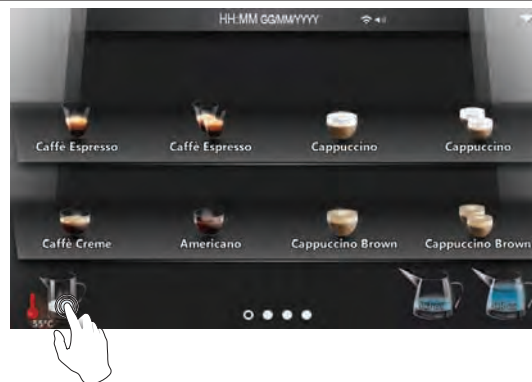 HH:MM GG/MM/YYYY
Caffè Espresso Caffè Espresso Cappuccino Cappuccino
Caffè Creme Americano Cappuccino Brown Cappuccino Brown
55°C